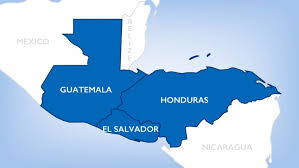 MEXICO
BELIZE
GUATEMALA
HONDURAS
EL SALVADOR
NICARAGUA